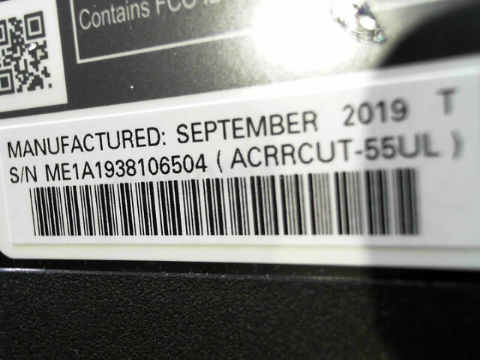 Contains FCC ID
MANUFACTURED: SEPTEMBER 2019 T
S/N ME1A1938106504 ( ACRRCUT-55UL )